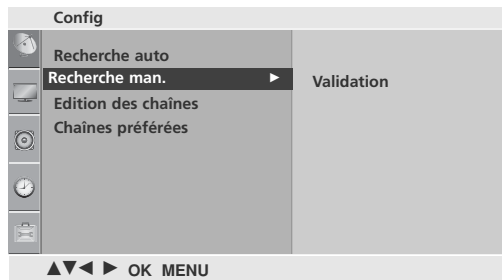 Config
Recherche auto
Recherche man. ►
Validation
Edition des chaînes
Chaînes préférées
▲▼◄ ► OK MENU